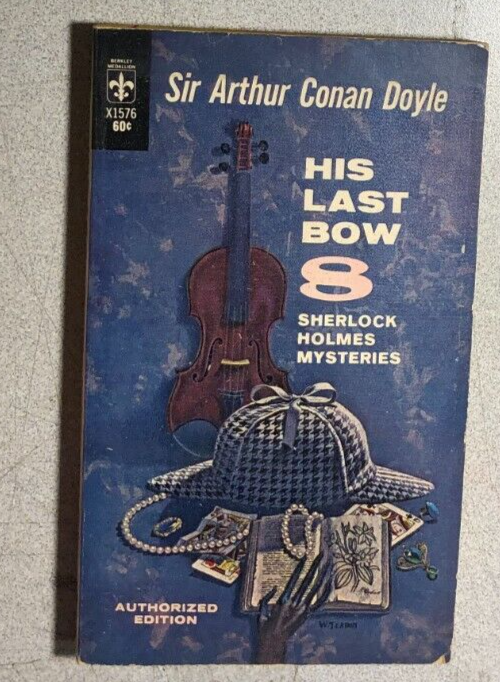 BERKLEY
MEDALLION
X1576
60¢
Sir Arthur Conan Doyle
HIS
LAST
BOW
8
SHERLOCK
HOLMES
MYSTERIES
AUTHORIZED
EDITION